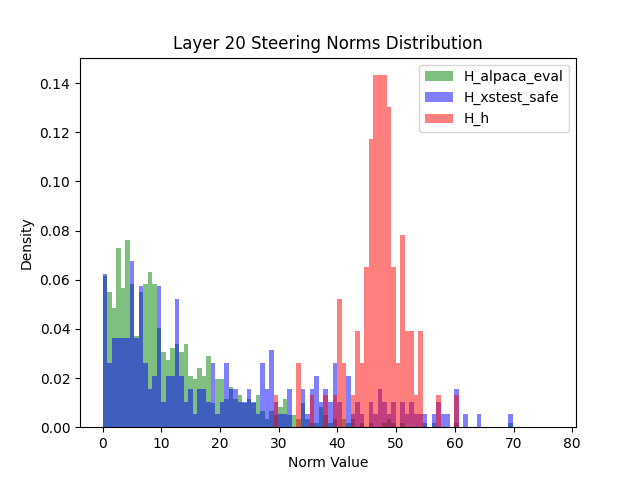 Layer 20 Steering Norms Distribution
H_alpaca_eval
H_xstest_safe
H_h
0.14
0.12
0.10
0.08
0.06
0.04
0.02
0.00
Density
0 10 20 30 40 50 60 70 80
Norm Value